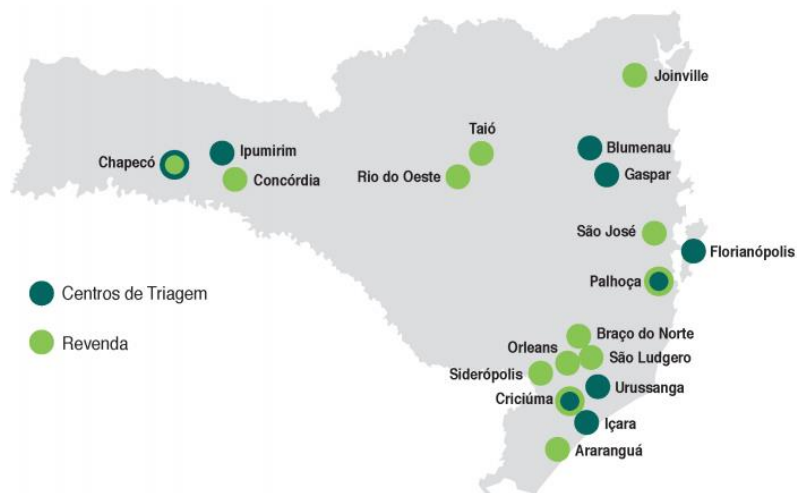 Joinville
Taió
Blumenau
Ipumirim
Chapecó
Gaspar
Rio do Oeste
Concórdia
São José
Florianópolis
Palhoça
Centros de Triagem
Revenda
Braço do Norte
Orleans
São Ludgero
Siderópolis
Urussanga
Criciúma
Içara
Araranguá